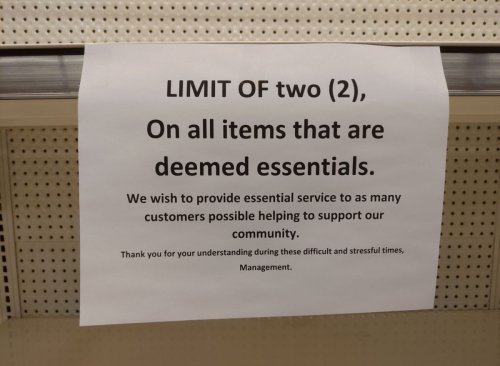 LIMIT OF two (2),
On all items that are
deemed essentials.
We wish to provide essential service to as many
customers possible helping to support our
community.
Thank you for your understanding during these difficult and stressful times,
Management.